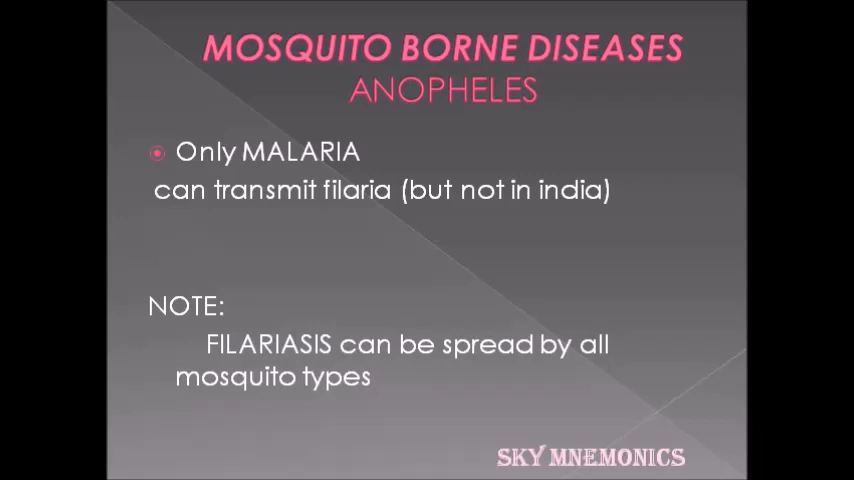 MOSQUITO BORNE DISEASES
ANOPHELES
Only MALARIA
can transmit filaria (but not in india)
NOTE:
FILARIASIS can be spread by all
mosquito types
SKY MNEMONICS